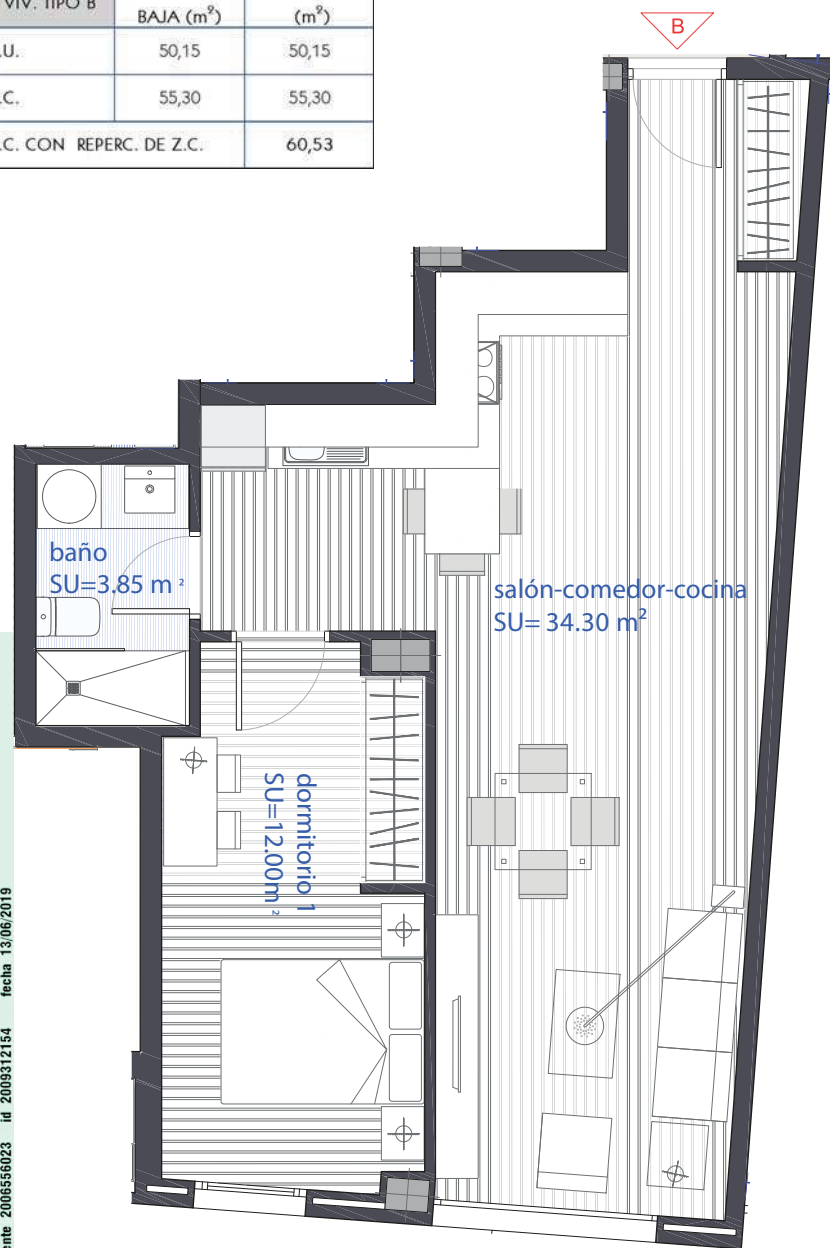 VIV. TIPO B
BAJA (m²) (m²)
.U. 50,15 50,15
.C. 55,30 55,30
.C. CON REPERC. DE Z.C. 60,53
B
baño
SU=3.85 m ²
salón-comedor-cocina
SU= 34.30 m²
dormitorio 1
SU=12.00m ²
ente 2006556023 id 2009312154 fecha 13/06/2019